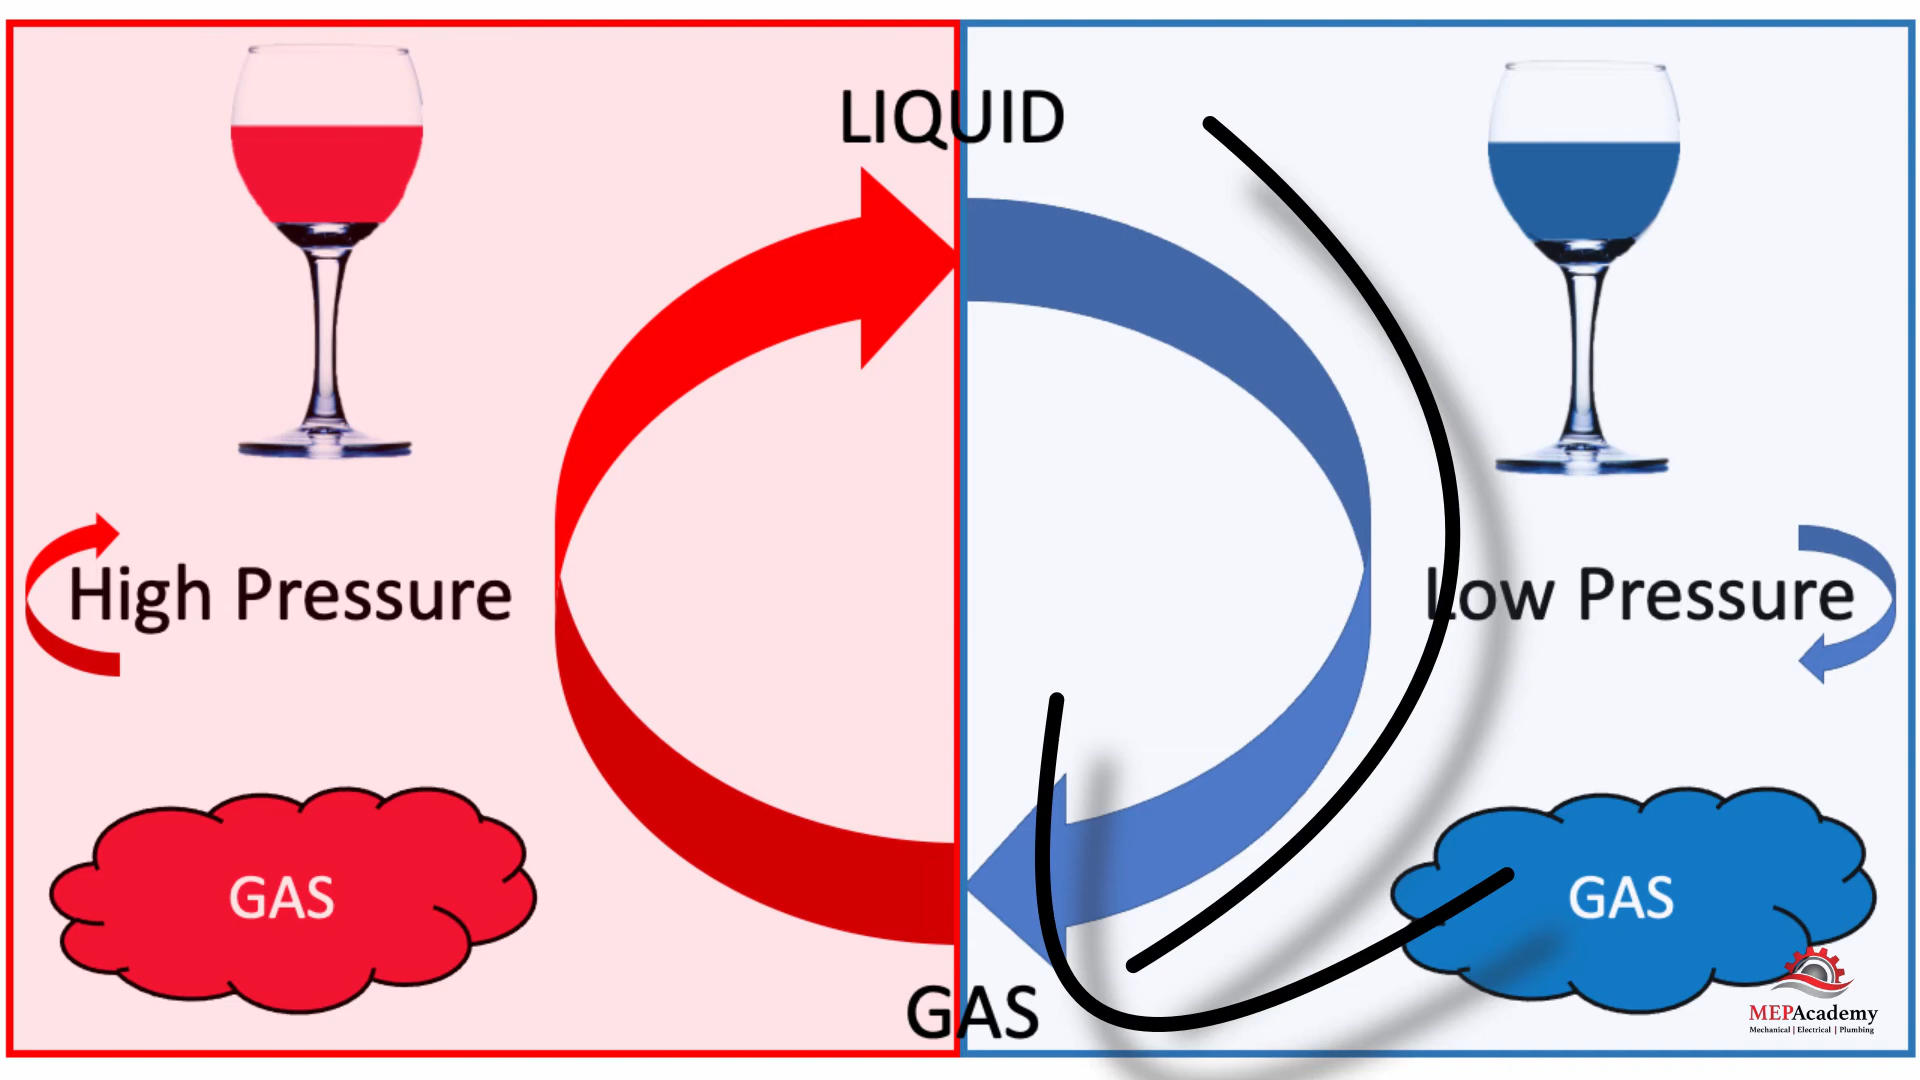 LIQUID
High Pressure
Low Pressure
GAS
GAS
GAS
MEPAcademy
Mechanical | Electrical | Plumbing